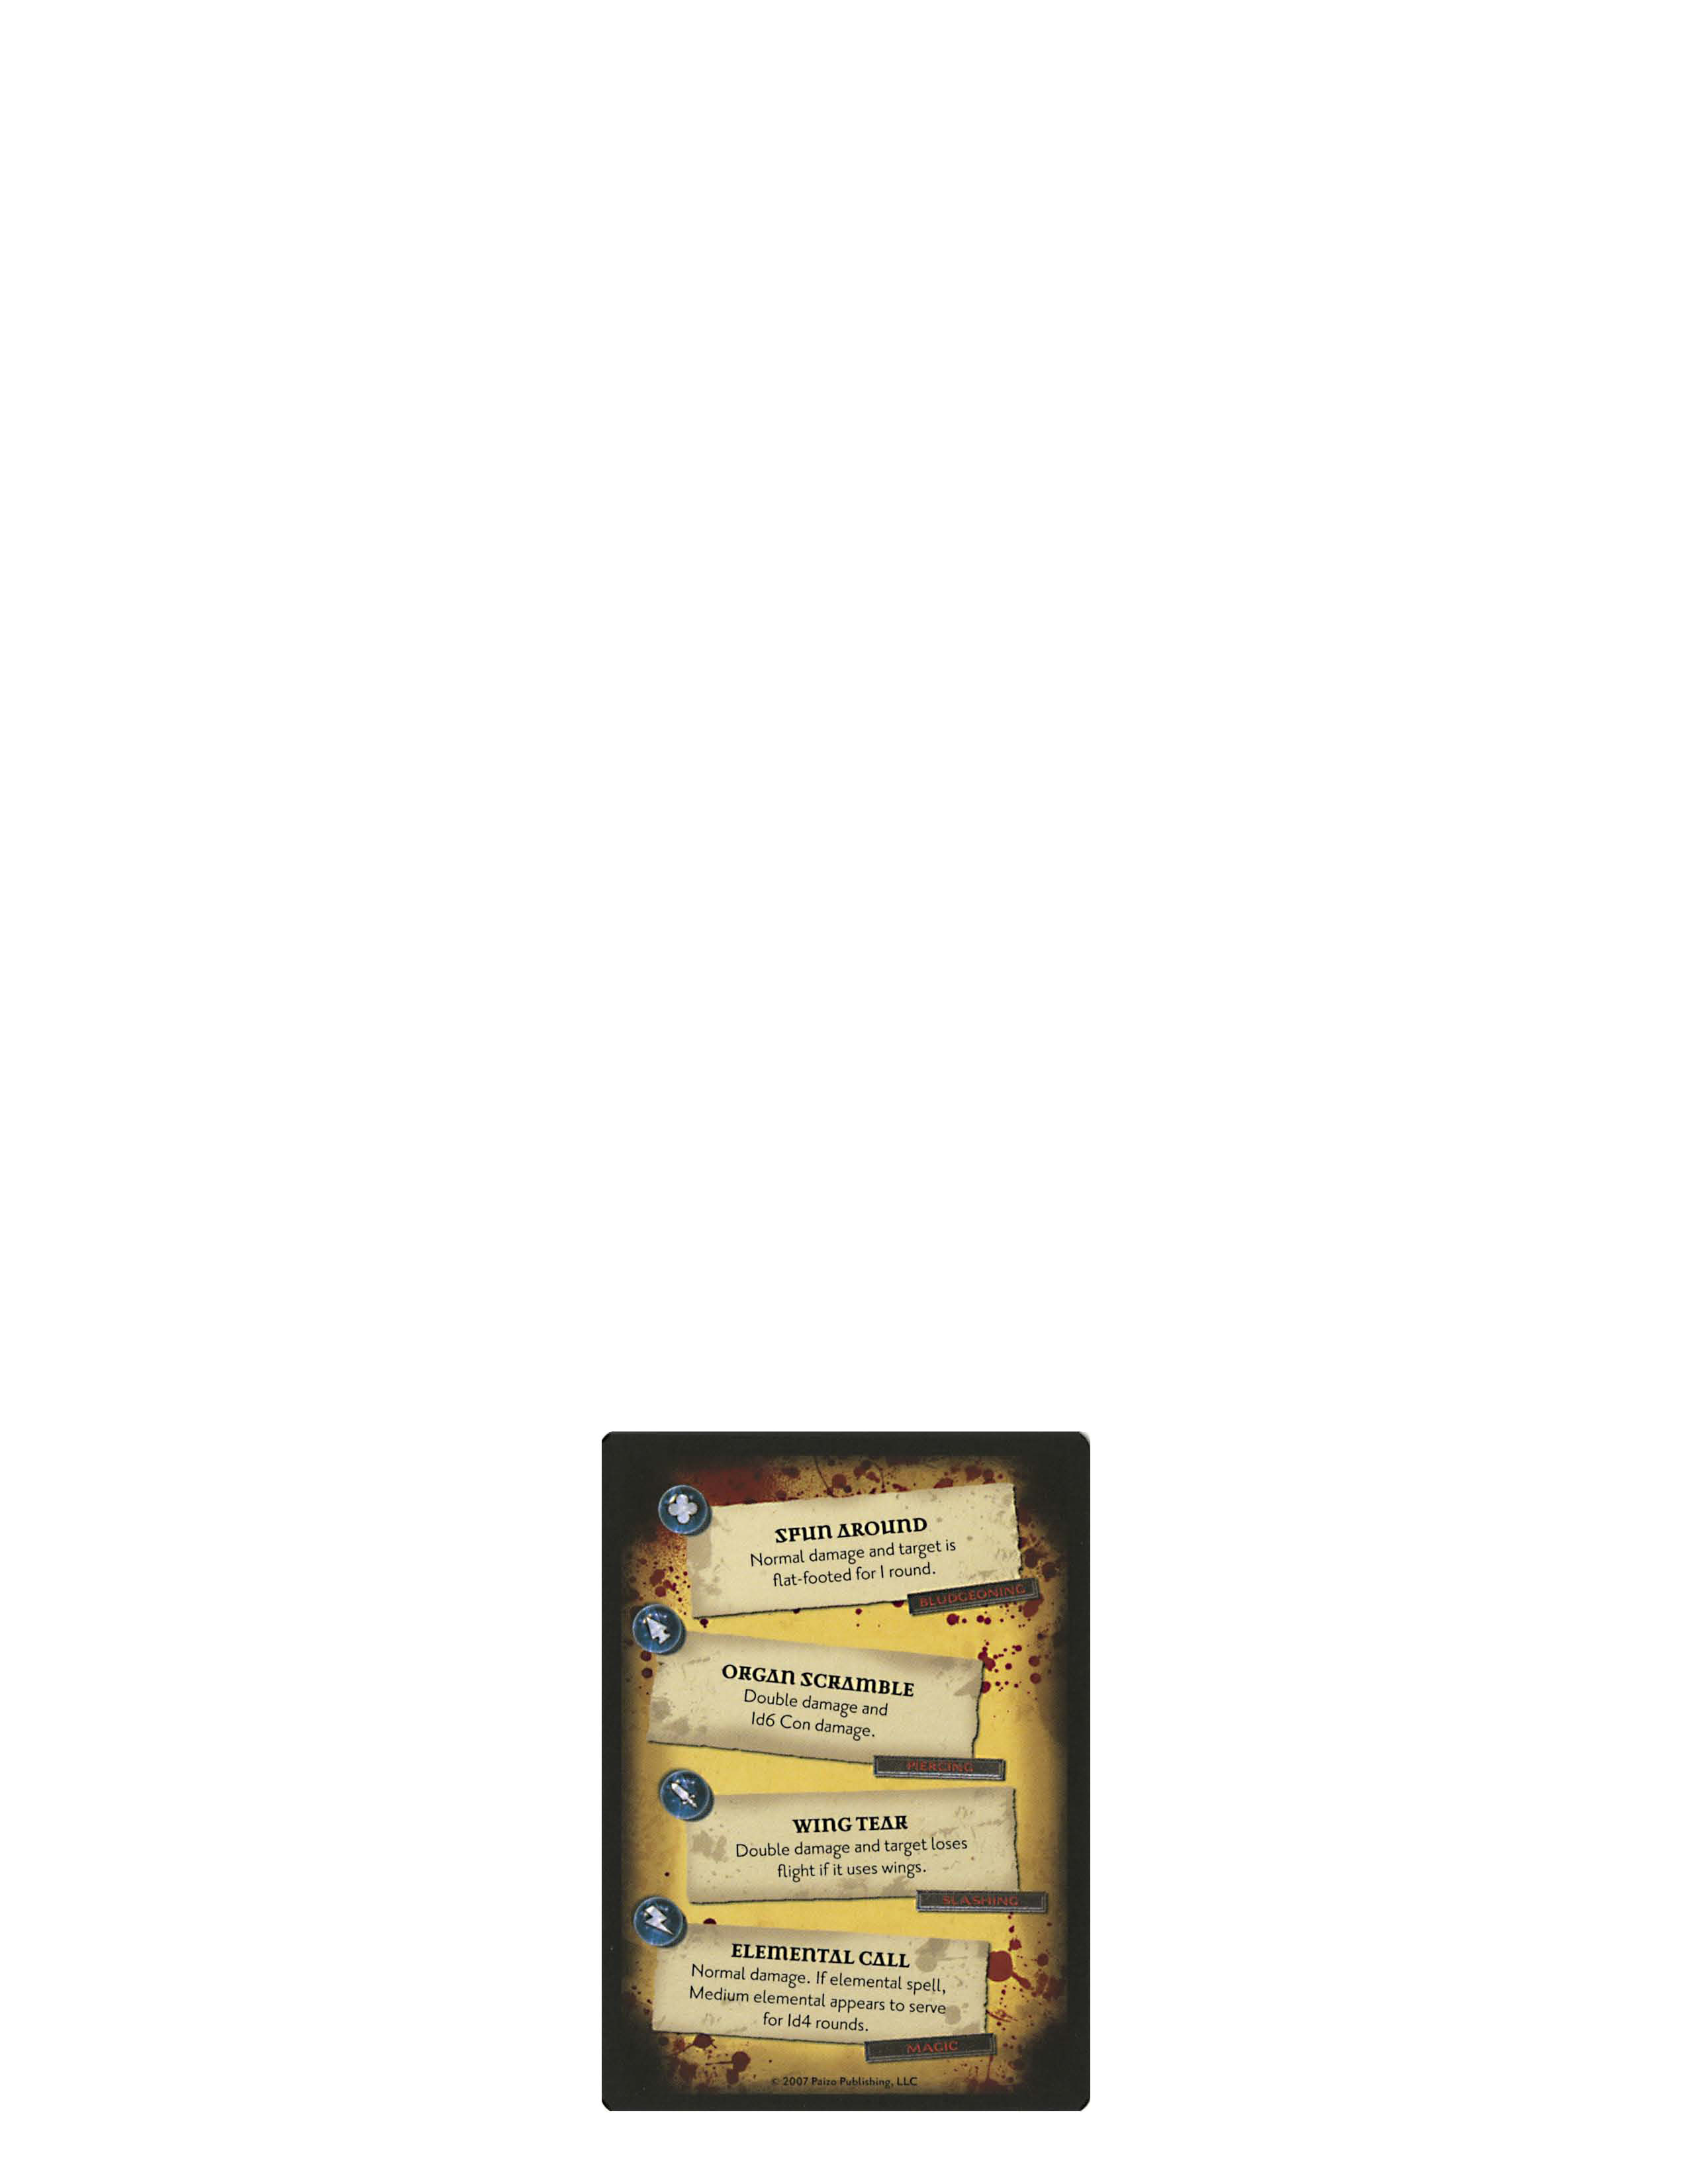 SPUN AROUND
Normal damage and target is
flat-footed for 1 round.
BLUDGEONING
ORGAN SCRAMBLE
Double damage and
1d6 Con damage.
PIERCING
WING TEAR
Double damage and target loses
flight if it uses wings.
SLASHING
ELEMENTAL CALL
Normal damage. If elemental spell,
Medium elemental appears to serve
for 1d4 rounds.
MAGIC
© 2007 Paizo Publishing, LLC